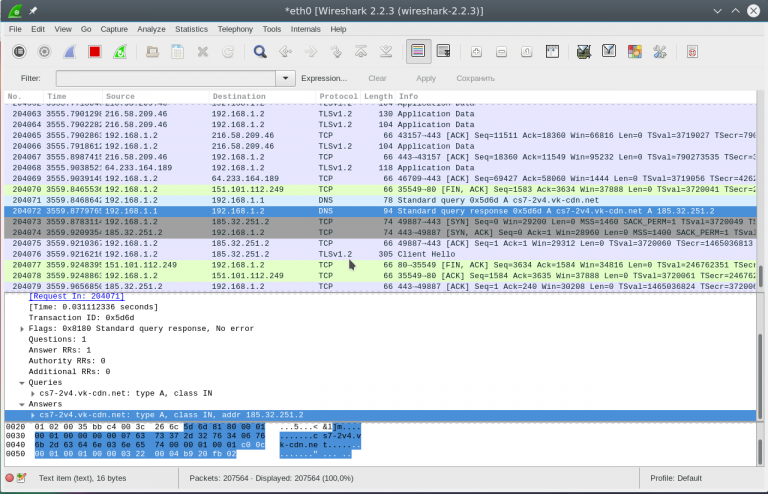 *eth0 [Wireshark 2.2.3 (wireshark-2.2.3)]
File Edit View Go Capture Analyze Statistics Telephony Tools Internals Help
Filter: Expression... Clear Apply Сохранить
No. Time Source Destination Protocol Length Info
Application Data
204063 3555.790129 216.58.209.46 192.168.1.2 TLSv1.2 130 Application Data
204064 3555.790228 216.58.209.46 192.168.1.2 TLSv1.2 104 Application Data
204065 3555.790286 192.168.1.2 216.58.209.46 TCP 66 43157→443 [ACK] Seq=11511 Ack=18360 Win=66816 Len=0 TSval=3719027 TSecr=790
204066 3555.791861 192.168.1.2 216.58.209.46 TLSv1.2 104 Application Data
204067 3555.898741 216.58.209.46 192.168.1.2 TCP 66 443→43157 [ACK] Seq=18360 Ack=11549 Win=95232 Len=0 TSval=790273535 TSecr=
204068 3555.903852 64.233.164.189 192.168.1.2 TLSv1.2 118 Application Data
204069 3555.903914 192.168.1.2 64.233.164.189 TCP 66 46709→443 [ACK] Seq=69427 Ack=58060 Win=1444 Len=0 TSval=3719056 TSecr=4262
204070 3559.846553 192.168.1.2 151.101.112.249 TCP 66 35549→80 [FIN, ACK] Seq=1583 Ack=3634 Win=37888 Len=0 TSval=3720041 TSecr=
204071 3559.846864 192.168.1.2 192.168.1.1 DNS 78 Standard query 0x5d6d A cs7-2v4.vk-cdn.net
204072 3559.877976 192.168.1.1 192.168.1.2 DNS 94 Standard query response 0x5d6d A cs7-2v4.vk-cdn.net A 185.32.251.2
204073 3559.878311 192.168.1.2 185.32.251.2 TCP 74 49887→443 [SYN] Seq=0 Win=29200 Len=0 MSS=1460 SACK_PERM=1 TSval=3720049 TS
204074 3559.920935 185.32.251.2 192.168.1.2 TCP 74 443→49887 [SYN, ACK] Seq=0 Ack=1 Win=28960 Len=0 MSS=1460 SACK_PERM=1 TSval
204075 3559.921036 192.168.1.2 185.32.251.2 TCP 66 49887→443 [ACK] Seq=1 Ack=1 Win=29312 Len=0 TSval=3720060 TSecr=1465036813
204076 3559.921621 192.168.1.2 185.32.251.2 TLSv1.2 305 Client Hello
204077 3559.924839 151.101.112.249 192.168.1.2 TCP 66 80→35549 [FIN, ACK] Seq=3634 Ack=1584 Win=34816 Len=0 TSval=246762351 TSecr=
204078 3559.924886 192.168.1.2 151.101.112.249 TCP 66 35549→80 [ACK] Seq=1584 Ack=3635 Win=37888 Len=0 TSval=3720061 TSecr=24676
204079 3559.965685 185.32.251.2 192.168.1.2 TCP 66 443→49887 [ACK] Seq=1 Ack=240 Win=30208 Len=0 TSval=1465036824 TSecr=37200
[Request In: 204071]
[Time: 0.031112336 seconds]
Transaction ID: 0x5d6d
Flags: 0x8180 Standard query response, No error
Questions: 1
Answer RRs: 1
Authority RRs: 0
Additional RRs: 0
Queries
cs7-2v4.vk-cdn.net: type A, class IN
Answers
cs7-2v4.vk-cdn.net: type A, class IN, addr 185.32.251.2
0020 01 02 00 35 bb c4 00 3c 26 6c 5d 6d 81 80 00 01 ...5...< &l]m....
0030 00 01 00 00 00 00 07 63 73 37 2d 32 76 34 06 76 .......c s7-2v4.v
0040 6b 2d 63 64 6e 03 6e 65 74 00 00 01 00 01 c0 0c k-cdn.ne t.......
0050 00 01 00 01 00 00 03 22 00 04 b9 20 fb 02 ......." ... ..
Text item (text), 16 bytes Packets: 207564 · Displayed: 207564 (100,0%) Profile: Default